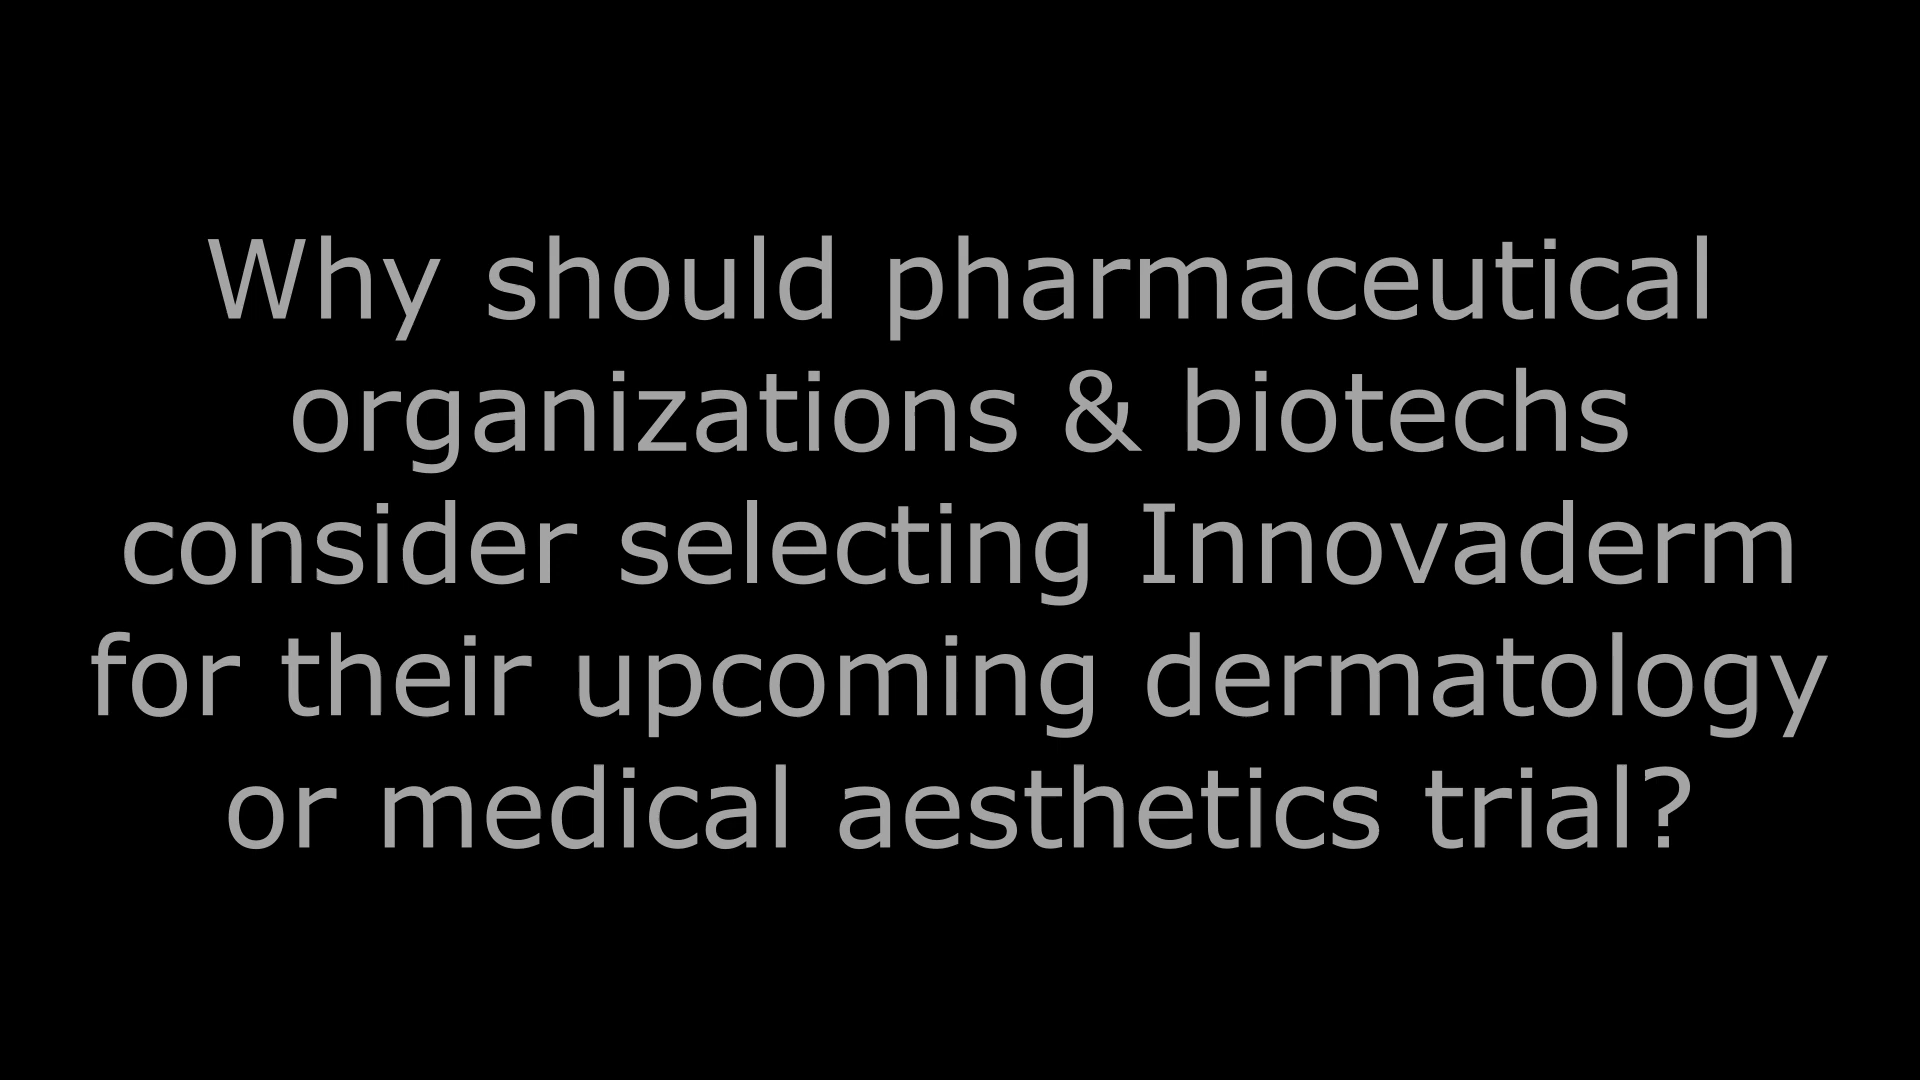 Why should pharmaceutical
organizations & biotechs
consider selecting Innovaderm
for their upcoming dermatology
or medical aesthetics trial?